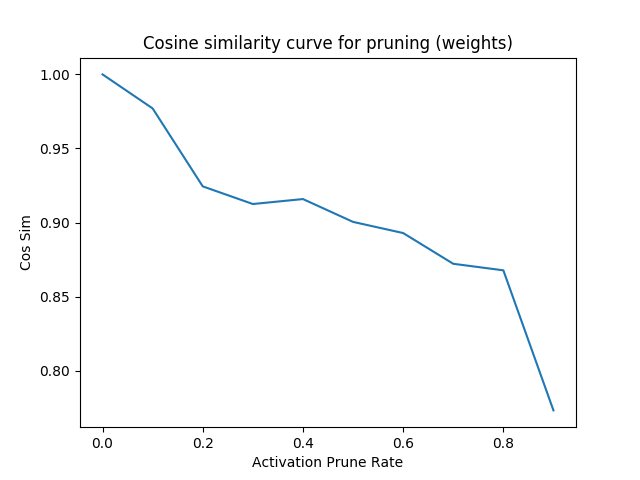 Cosine similarity curve for pruning (weights)
1.00
0.95
0.90
0.85
0.80
Cos Sim
0.0 0.2 0.4 0.6 0.8
Activation Prune Rate